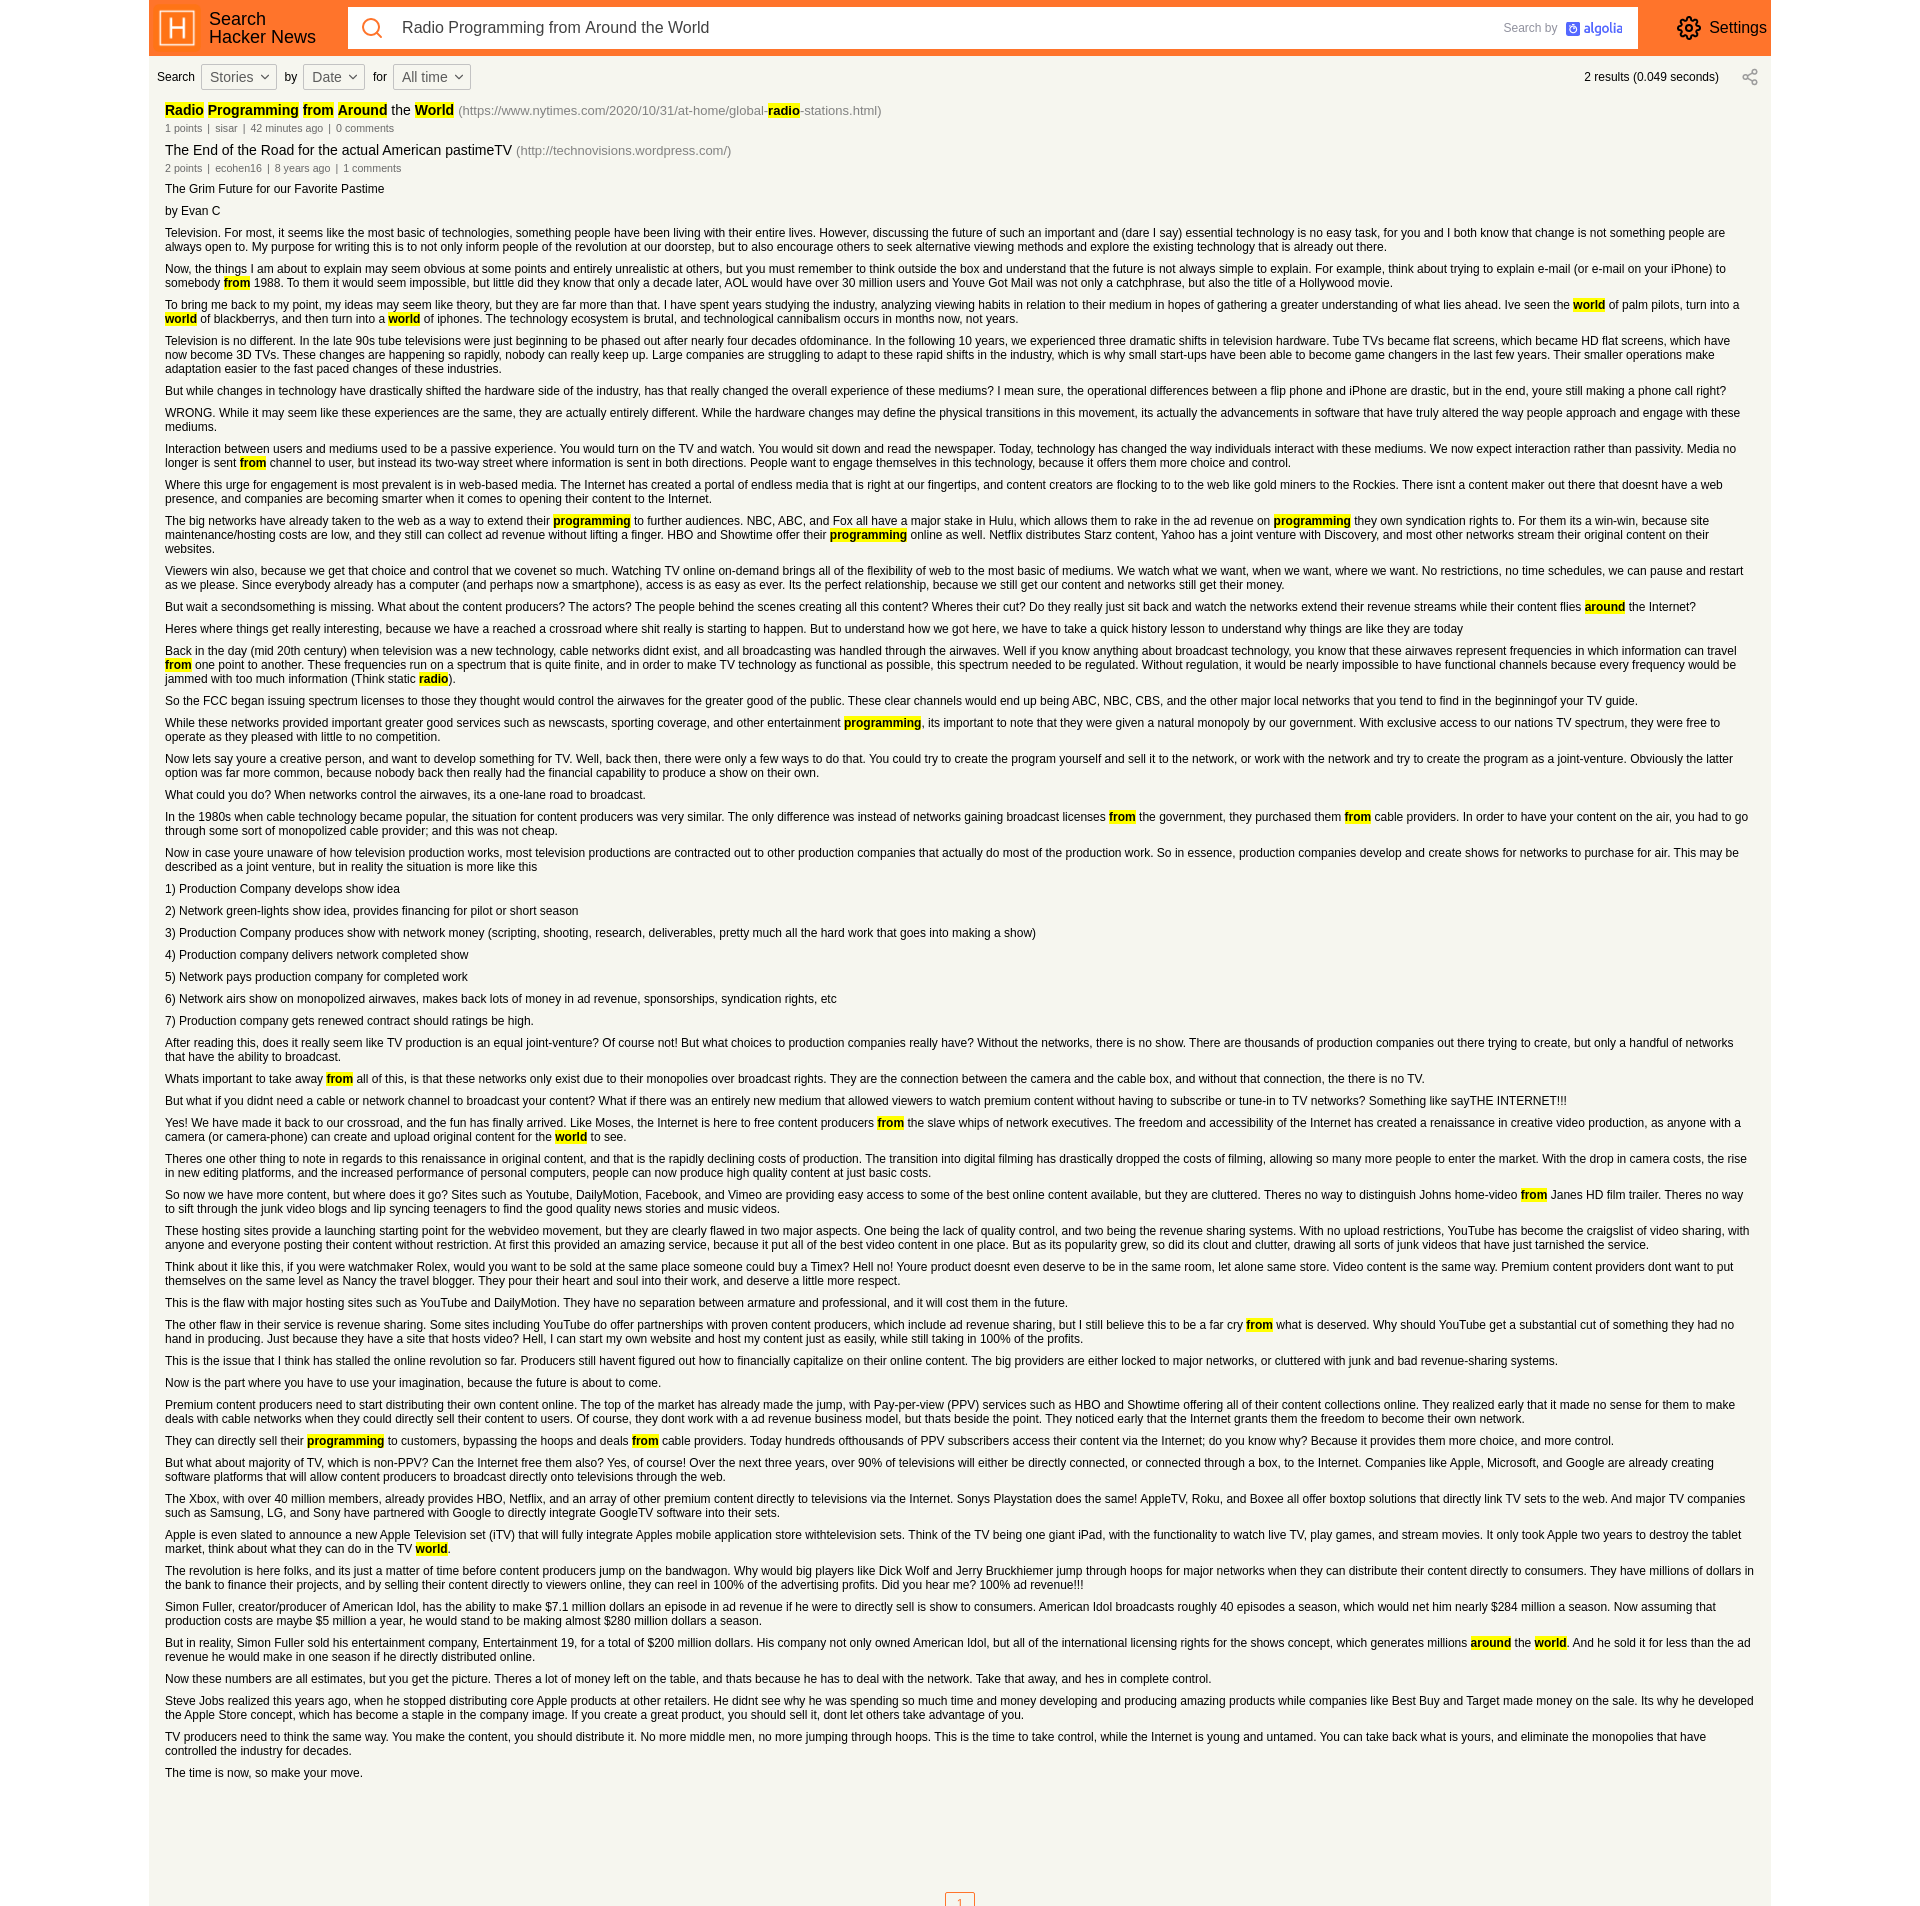 Search
Hacker News
Radio Programming from Around the World
Search by algolia
Settings
Search Stories by Date for All time
2 results (0.049 seconds)
Radio Programming from Around the World (https://www.nytimes.com/2020/10/31/at-home/global-radio-stations.html)
1 points | sisar | 42 minutes ago | 0 comments
The End of the Road for the actual American pastimeTV (http://technovisions.wordpress.com/)
2 points | ecohen16 | 8 years ago | 1 comments
The Grim Future for our Favorite Pastime
by Evan C
Television. For most, it seems like the most basic of technologies, something people have been living with their entire lives. However, discussing the future of such an important and (dare I say) essential technology is no easy task, for you and I both know that change is not something people are
always open to. My purpose for writing this is to not only inform people of the revolution at our doorstep, but to also encourage others to seek alternative viewing methods and explore the existing technology that is already out there.
Now, the things I am about to explain may seem obvious at some points and entirely unrealistic at others, but you must remember to think outside the box and understand that the future is not always simple to explain. For example, think about trying to explain e-mail (or e-mail on your iPhone) to
somebody from 1988. To them it would seem impossible, but little did they know that only a decade later, AOL would have over 30 million users and Youve Got Mail was not only a catchphrase, but also the title of a Hollywood movie.
To bring me back to my point, my ideas may seem like theory, but they are far more than that. I have spent years studying the industry, analyzing viewing habits in relation to their medium in hopes of gathering a greater understanding of what lies ahead. Ive seen the world of palm pilots, turn into a
world of blackberrys, and then turn into a world of iphones. The technology ecosystem is brutal, and technological cannibalism occurs in months now, not years.
Television is no different. In the late 90s tube televisions were just beginning to be phased out after nearly four decades ofdominance. In the following 10 years, we experienced three dramatic shifts in television hardware. Tube TVs became flat screens, which became HD flat screens, which have
now become 3D TVs. These changes are happening so rapidly, nobody can really keep up. Large companies are struggling to adapt to these rapid shifts in the industry, which is why small start-ups have been able to become game changers in the last few years. Their smaller operations make
adaptation easier to the fast paced changes of these industries.
But while changes in technology have drastically shifted the hardware side of the industry, has that really changed the overall experience of these mediums? I mean sure, the operational differences between a flip phone and iPhone are drastic, but in the end, youre still making a phone call right?
WRONG. While it may seem like these experiences are the same, they are actually entirely different. While the hardware changes may define the physical transitions in this movement, its actually the advancements in software that have truly altered the way people approach and engage with these
mediums.
Interaction between users and mediums used to be a passive experience. You would turn on the TV and watch. You would sit down and read the newspaper. Today, technology has changed the way individuals interact with these mediums. We now expect interaction rather than passivity. Media no
longer is sent from channel to user, but instead its two-way street where information is sent in both directions. People want to engage themselves in this technology, because it offers them more choice and control.
Where this urge for engagement is most prevalent is in web-based media. The Internet has created a portal of endless media that is right at our fingertips, and content creators are flocking to to the web like gold miners to the Rockies. There isnt a content maker out there that doesnt have a web
presence, and companies are becoming smarter when it comes to opening their content to the Internet.
The big networks have already taken to the web as a way to extend their programming to further audiences. NBC, ABC, and Fox all have a major stake in Hulu, which allows them to rake in the ad revenue on programming they own syndication rights to. For them its a win-win, because site
maintenance/hosting costs are low, and they still can collect ad revenue without lifting a finger. HBO and Showtime offer their programming online as well. Netflix distributes Starz content, Yahoo has a joint venture with Discovery, and most other networks stream their original content on their
websites.
Viewers win also, because we get that choice and control that we covenet so much. Watching TV online on-demand brings all of the flexibility of web to the most basic of mediums. We watch what we want, when we want, where we want. No restrictions, no time schedules, we can pause and restart
as we please. Since everybody already has a computer (and perhaps now a smartphone), access is as easy as ever. Its the perfect relationship, because we still get our content and networks still get their money.
But wait a secondsomething is missing. What about the content producers? The actors? The people behind the scenes creating all this content? Wheres their cut? Do they really just sit back and watch the networks extend their revenue streams while their content flies around the Internet?
Heres where things get really interesting, because we have a reached a crossroad where shit really is starting to happen. But to understand how we got here, we have to take a quick history lesson to understand why things are like they are today
Back in the day (mid 20th century) when television was a new technology, cable networks didnt exist, and all broadcasting was handled through the airwaves. Well if you know anything about broadcast technology, you know that these airwaves represent frequencies in which information can travel
from one point to another. These frequencies run on a spectrum that is quite finite, and in order to make TV technology as functional as possible, this spectrum needed to be regulated. Without regulation, it would be nearly impossible to have functional channels because every frequency would be
jammed with too much information (Think static radio).
So the FCC began issuing spectrum licenses to those they thought would control the airwaves for the greater good of the public. These clear channels would end up being ABC, NBC, CBS, and the other major local networks that you tend to find in the beginningof your TV guide.
While these networks provided important greater good services such as newscasts, sporting coverage, and other entertainment programming, its important to note that they were given a natural monopoly by our government. With exclusive access to our nations TV spectrum, they were free to
operate as they pleased with little to no competition.
Now lets say youre a creative person, and want to develop something for TV. Well, back then, there were only a few ways to do that. You could try to create the program yourself and sell it to the network, or work with the network and try to create the program as a joint-venture. Obviously the latter
option was far more common, because nobody back then really had the financial capability to produce a show on their own.
What could you do? When networks control the airwaves, its a one-lane road to broadcast.
In the 1980s when cable technology became popular, the situation for content producers was very similar. The only difference was instead of networks gaining broadcast licenses from the government, they purchased them from cable providers. In order to have your content on the air, you had to go
through some sort of monopolized cable provider; and this was not cheap.
Now in case youre unaware of how television production works, most television productions are contracted out to other production companies that actually do most of the production work. So in essence, production companies develop and create shows for networks to purchase for air. This may be
described as a joint venture, but in reality the situation is more like this
1) Production Company develops show idea
2) Network green-lights show idea, provides financing for pilot or short season
3) Production Company produces show with network money (scripting, shooting, research, deliverables, pretty much all the hard work that goes into making a show)
4) Production company delivers network completed show
5) Network pays production company for completed work
6) Network airs show on monopolized airwaves, makes back lots of money in ad revenue, sponsorships, syndication rights, etc
7) Production company gets renewed contract should ratings be high.
After reading this, does it really seem like TV production is an equal joint-venture? Of course not! But what choices to production companies really have? Without the networks, there is no show. There are thousands of production companies out there trying to create, but only a handful of networks
that have the ability to broadcast.
Whats important to take away from all of this, is that these networks only exist due to their monopolies over broadcast rights. They are the connection between the camera and the cable box, and without that connection, the there is no TV.
But what if you didnt need a cable or network channel to broadcast your content? What if there was an entirely new medium that allowed viewers to watch premium content without having to subscribe or tune-in to TV networks? Something like sayTHE INTERNET!!!
Yes! We have made it back to our crossroad, and the fun has finally arrived. Like Moses, the Internet is here to free content producers from the slave whips of network executives. The freedom and accessibility of the Internet has created a renaissance in creative video production, as anyone with a
camera (or camera-phone) can create and upload original content for the world to see.
Theres one other thing to note in regards to this renaissance in original content, and that is the rapidly declining costs of production. The transition into digital filming has drastically dropped the costs of filming, allowing so many more people to enter the market. With the drop in camera costs, the rise
in new editing platforms, and the increased performance of personal computers, people can now produce high quality content at just basic costs.
So now we have more content, but where does it go? Sites such as Youtube, DailyMotion, Facebook, and Vimeo are providing easy access to some of the best online content available, but they are cluttered. Theres no way to distinguish Johns home-video from Janes HD film trailer. Theres no way
to sift through the junk video blogs and lip syncing teenagers to find the good quality news stories and music videos.
These hosting sites provide a launching starting point for the webvideo movement, but they are clearly flawed in two major aspects. One being the lack of quality control, and two being the revenue sharing systems. With no upload restrictions, YouTube has become the craigslist of video sharing, with
anyone and everyone posting their content without restriction. At first this provided an amazing service, because it put all of the best video content in one place. But as its popularity grew, so did its clout and clutter, drawing all sorts of junk videos that have just tarnished the service.
Think about it like this, if you were watchmaker Rolex, would you want to be sold at the same place someone could buy a Timex? Hell no! Youre product doesnt even deserve to be in the same room, let alone same store. Video content is the same way. Premium content providers dont want to put
themselves on the same level as Nancy the travel blogger. They pour their heart and soul into their work, and deserve a little more respect.
This is the flaw with major hosting sites such as YouTube and DailyMotion. They have no separation between armature and professional, and it will cost them in the future.
The other flaw in their service is revenue sharing. Some sites including YouTube do offer partnerships with proven content producers, which include ad revenue sharing, but I still believe this to be a far cry from what is deserved. Why should YouTube get a substantial cut of something they had no
hand in producing. Just because they have a site that hosts video? Hell, I can start my own website and host my content just as easily, while still taking in 100% of the profits.
This is the issue that I think has stalled the online revolution so far. Producers still havent figured out how to financially capitalize on their online content. The big providers are either locked to major networks, or cluttered with junk and bad revenue-sharing systems.
Now is the part where you have to use your imagination, because the future is about to come.
Premium content producers need to start distributing their own content online. The top of the market has already made the jump, with Pay-per-view (PPV) services such as HBO and Showtime offering all of their content collections online. They realized early that it made no sense for them to make
deals with cable networks when they could directly sell their content to users. Of course, they dont work with a ad revenue business model, but thats beside the point. They noticed early that the Internet grants them the freedom to become their own network.
They can directly sell their programming to customers, bypassing the hoops and deals from cable providers. Today hundreds ofthousands of PPV subscribers access their content via the Internet; do you know why? Because it provides them more choice, and more control.
But what about majority of TV, which is non-PPV? Can the Internet free them also? Yes, of course! Over the next three years, over 90% of televisions will either be directly connected, or connected through a box, to the Internet. Companies like Apple, Microsoft, and Google are already creating
software platforms that will allow content producers to broadcast directly onto televisions through the web.
The Xbox, with over 40 million members, already provides HBO, Netflix, and an array of other premium content directly to televisions via the Internet. Sonys Playstation does the same! AppleTV, Roku, and Boxee all offer boxtop solutions that directly link TV sets to the web. And major TV companies
such as Samsung, LG, and Sony have partnered with Google to directly integrate GoogleTV software into their sets.
Apple is even slated to announce a new Apple Television set (iTV) that will fully integrate Apples mobile application store withtelevision sets. Think of the TV being one giant iPad, with the functionality to watch live TV, play games, and stream movies. It only took Apple two years to destroy the tablet
market, think about what they can do in the TV world.
The revolution is here folks, and its just a matter of time before content producers jump on the bandwagon. Why would big players like Dick Wolf and Jerry Bruckhiemer jump through hoops for major networks when they can distribute their content directly to consumers. They have millions of dollars in
the bank to finance their projects, and by selling their content directly to viewers online, they can reel in 100% of the advertising profits. Did you hear me? 100% ad revenue!!!
Simon Fuller, creator/producer of American Idol, has the ability to make $7.1 million dollars an episode in ad revenue if he were to directly sell is show to consumers. American Idol broadcasts roughly 40 episodes a season, which would net him nearly $284 million a season. Now assuming that
production costs are maybe $5 million a year, he would stand to be making almost $280 million dollars a season.
But in reality, Simon Fuller sold his entertainment company, Entertainment 19, for a total of $200 million dollars. His company not only owned American Idol, but all of the international licensing rights for the shows concept, which generates millions around the world. And he sold it for less than the ad
revenue he would make in one season if he directly distributed online.
Now these numbers are all estimates, but you get the picture. Theres a lot of money left on the table, and thats because he has to deal with the network. Take that away, and hes in complete control.
Steve Jobs realized this years ago, when he stopped distributing core Apple products at other retailers. He didnt see why he was spending so much time and money developing and producing amazing products while companies like Best Buy and Target made money on the sale. Its why he developed
the Apple Store concept, which has become a staple in the company image. If you create a great product, you should sell it, dont let others take advantage of you.
TV producers need to think the same way. You make the content, you should distribute it. No more middle men, no more jumping through hoops. This is the time to take control, while the Internet is young and untamed. You can take back what is yours, and eliminate the monopolies that have
controlled the industry for decades.
The time is now, so make your move.
1